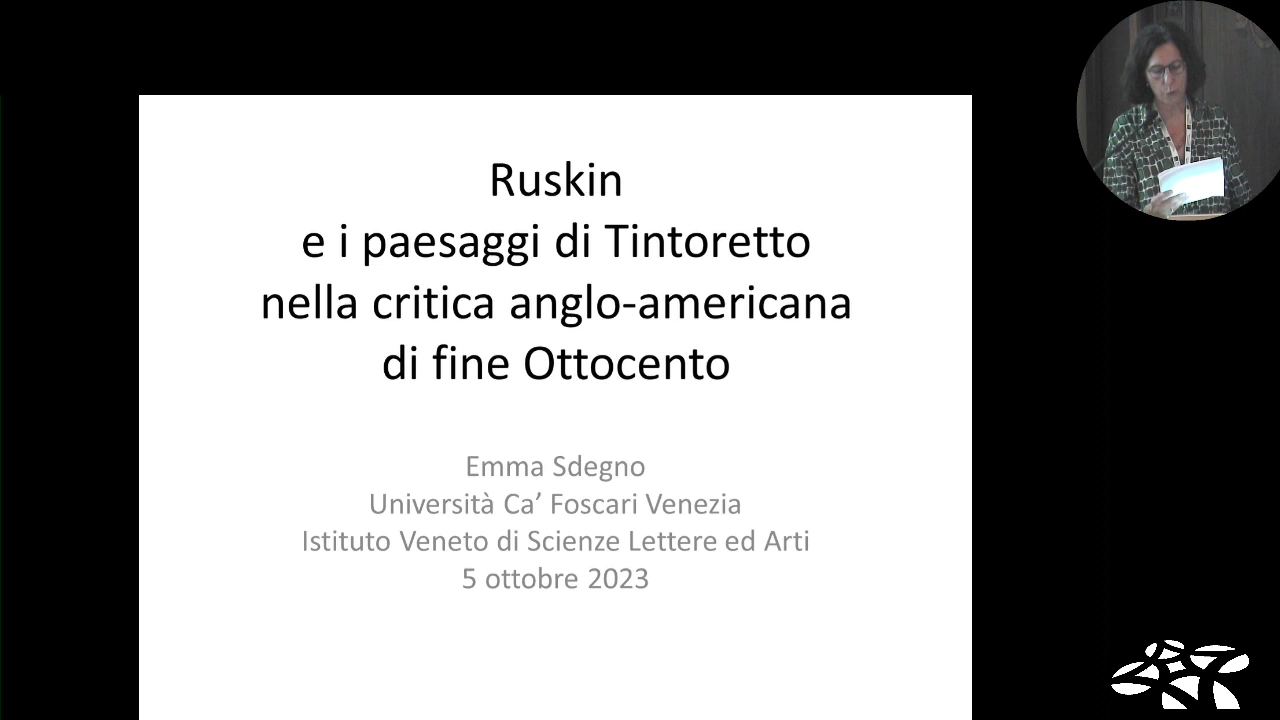 Ruskin
e i paesaggi di Tintoretto
nella critica anglo-americana
di fine Ottocento
Emma Sdegno
Università Ca’ Foscari Venezia
Istituto Veneto di Scienze Lettere ed Arti
5 ottobre 2023